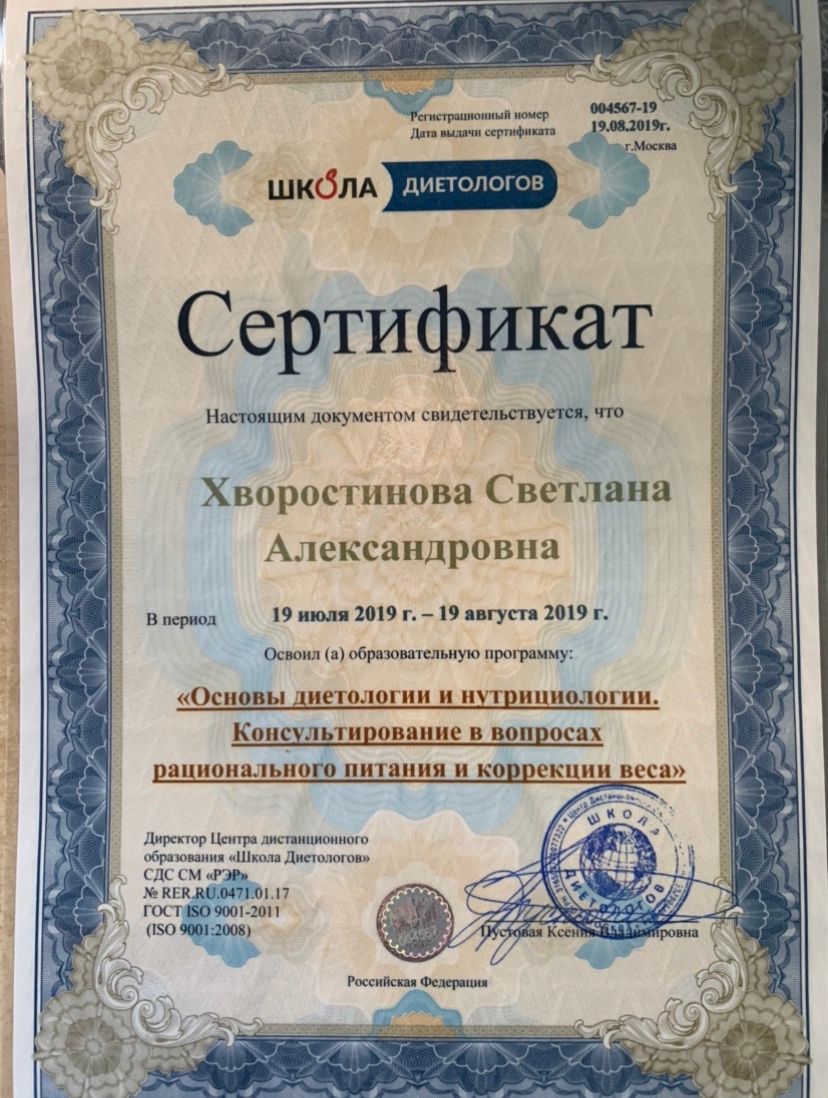 Регистрационный номер 004567-19
Дата выдачи сертификата 19.08.2019г.
г.Москва
ШКОЛА ДИЕТОЛОГОВ
Сертификат
Настоящим документом свидетельствуется, что
Хворостинова Светлана
Александровна
В период 19 июля 2019 г. – 19 августа 2019 г.
Освоил (а) образовательную программу:
«Основы диетологии и нутрициологии.
Консультирование в вопросах
рационального питания и коррекции веса»
Директор Центра дистанционного
образования «Школа Диетологов»
СДС СМ «РЭР»
№ RER.RU.0471.01.17
ГОСТ ISO 9001-2011
(ISO 9001:2008)
ШКОЛА
ДИЕТОЛОГОВ
Пустовая Ксения Владимировна
Российская Федерация